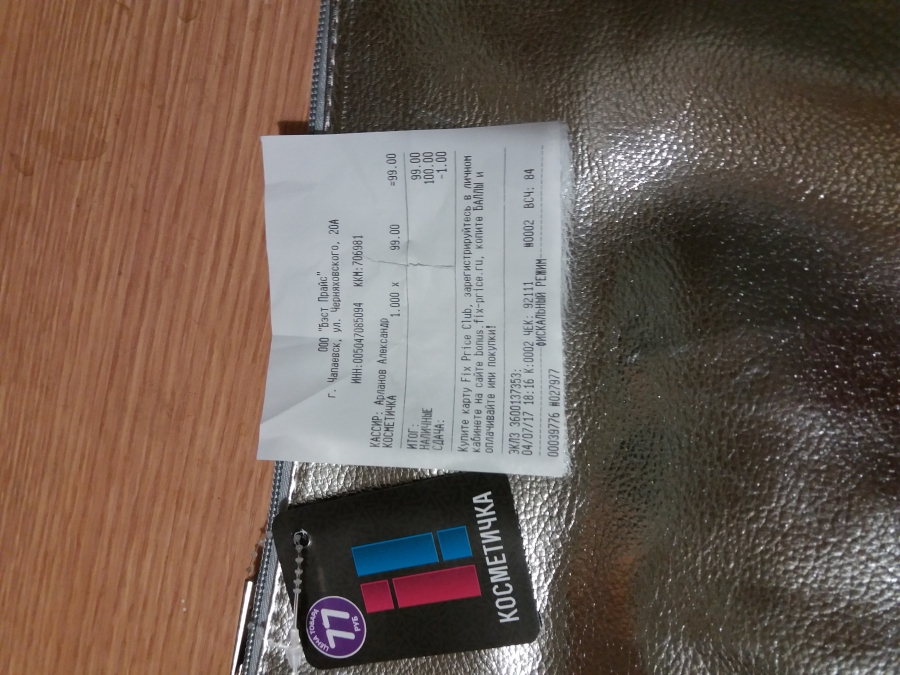 ООО "Бэст Прайс"
г. Чапаевск, ул. Черняховского, 20А
ИНН:005047085094 ККМ:706981
КАССИР: Арланов Александр
КОСМЕТИЧКА 1.000 x 99.00 =99.00
ИТОГ: 99.00
НАЛИЧНЫЕ 100.00
СДАЧА: -1.00
Купите карту Fix Price Club, зарегистрируйтесь в личном
кабинете на сайте bonus.fix-price.ru, копите БАЛЛЫ и
оплачивайте ими покупки!
ЭКЛЗ 3600137353:
04/07/17 18:16 К:0002 ЧЕК: 92111 #0002 ВСЧ: 84
ФИСКАЛЬНЫЙ РЕЖИМ
00039776 #027977
ЦЕНА ТОВАРА
77
РУБ
КОСМЕТИЧКА